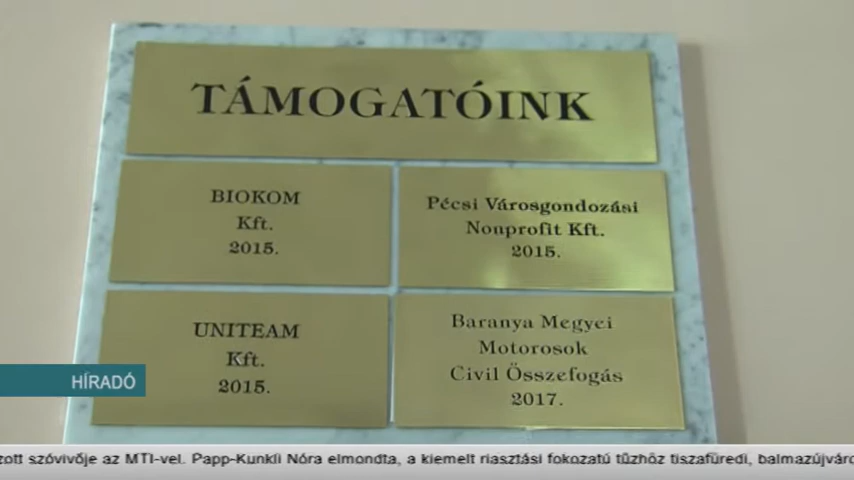 TÁMOGATÓINK
BIOKOM
Kft.
2015.
Pécsi Városgondozási
Nonprofit Kft.
2015.
UNITEAM
Kft.
2015.
Baranya Megyei
Motorosok
Civil Összefogás
2017.
HÍRADÓ
szóvivője az MTI-vel. Papp-Kunkli Nóra elmondta, a kiemelt riasztási fokozatú tűzhöz tiszafüredi,